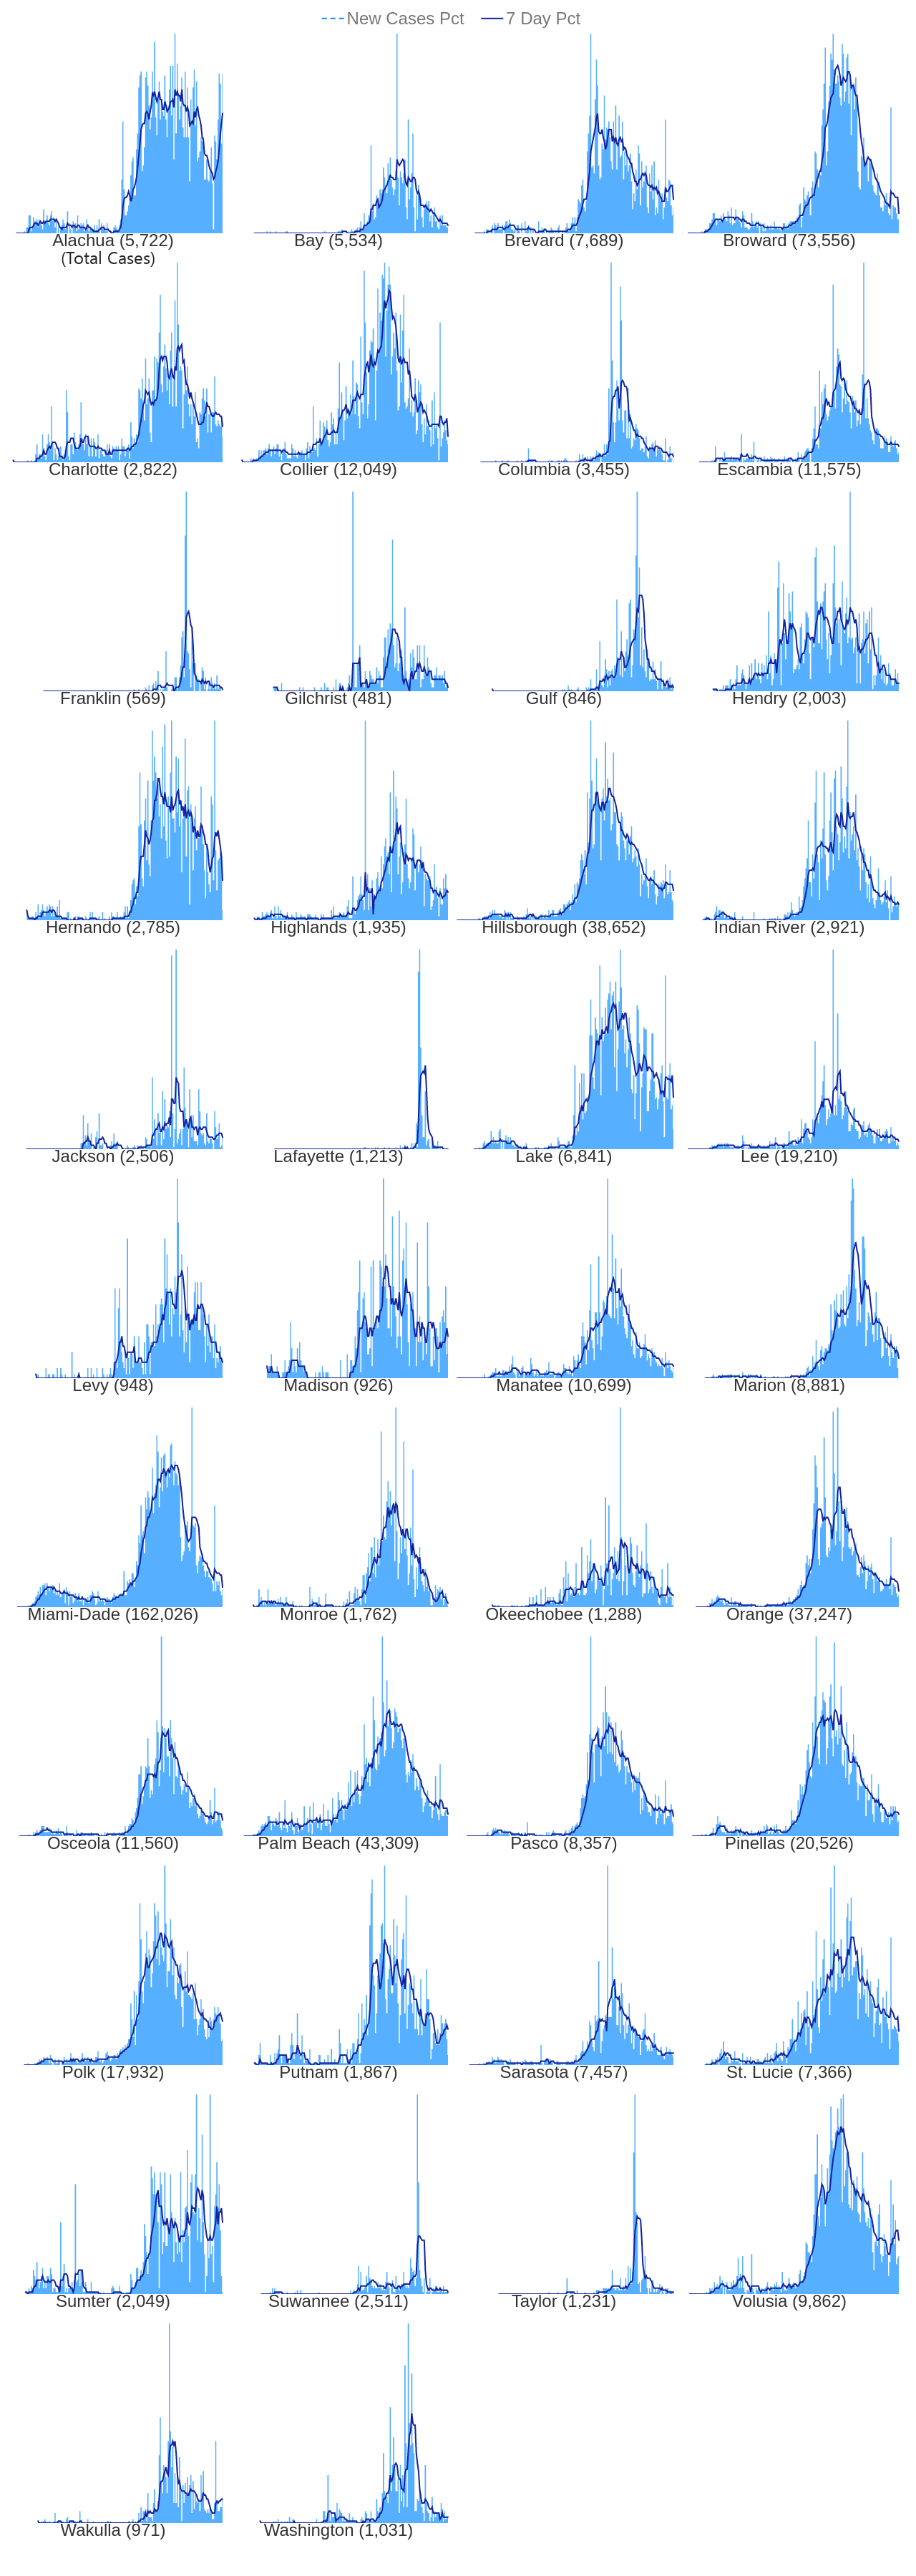 New Cases Pct 7 Day Pct
Alachua (5,722) Bay (5,534) Brevard (7,689) Broward (73,556)
(Total Cases)
Charlotte (2,822) Collier (12,049) Columbia (3,455) Escambia (11,575)
Franklin (569) Gilchrist (481) Gulf (846) Hendry (2,003)
Hernando (2,785) Highlands (1,935) Hillsborough (38,652) Indian River (2,921)
Jackson (2,506) Lafayette (1,213) Lake (6,841) Lee (19,210)
Levy (948) Madison (926) Manatee (10,699) Marion (8,881)
Miami-Dade (162,026) Monroe (1,762) Okeechobee (1,288) Orange (37,247)
Osceola (11,560) Palm Beach (43,309) Pasco (8,357) Pinellas (20,526)
Polk (17,932) Putnam (1,867) Sarasota (7,457) St. Lucie (7,366)
Sumter (2,049) Suwannee (2,511) Taylor (1,231) Volusia (9,862)
Wakulla (971) Washington (1,031)